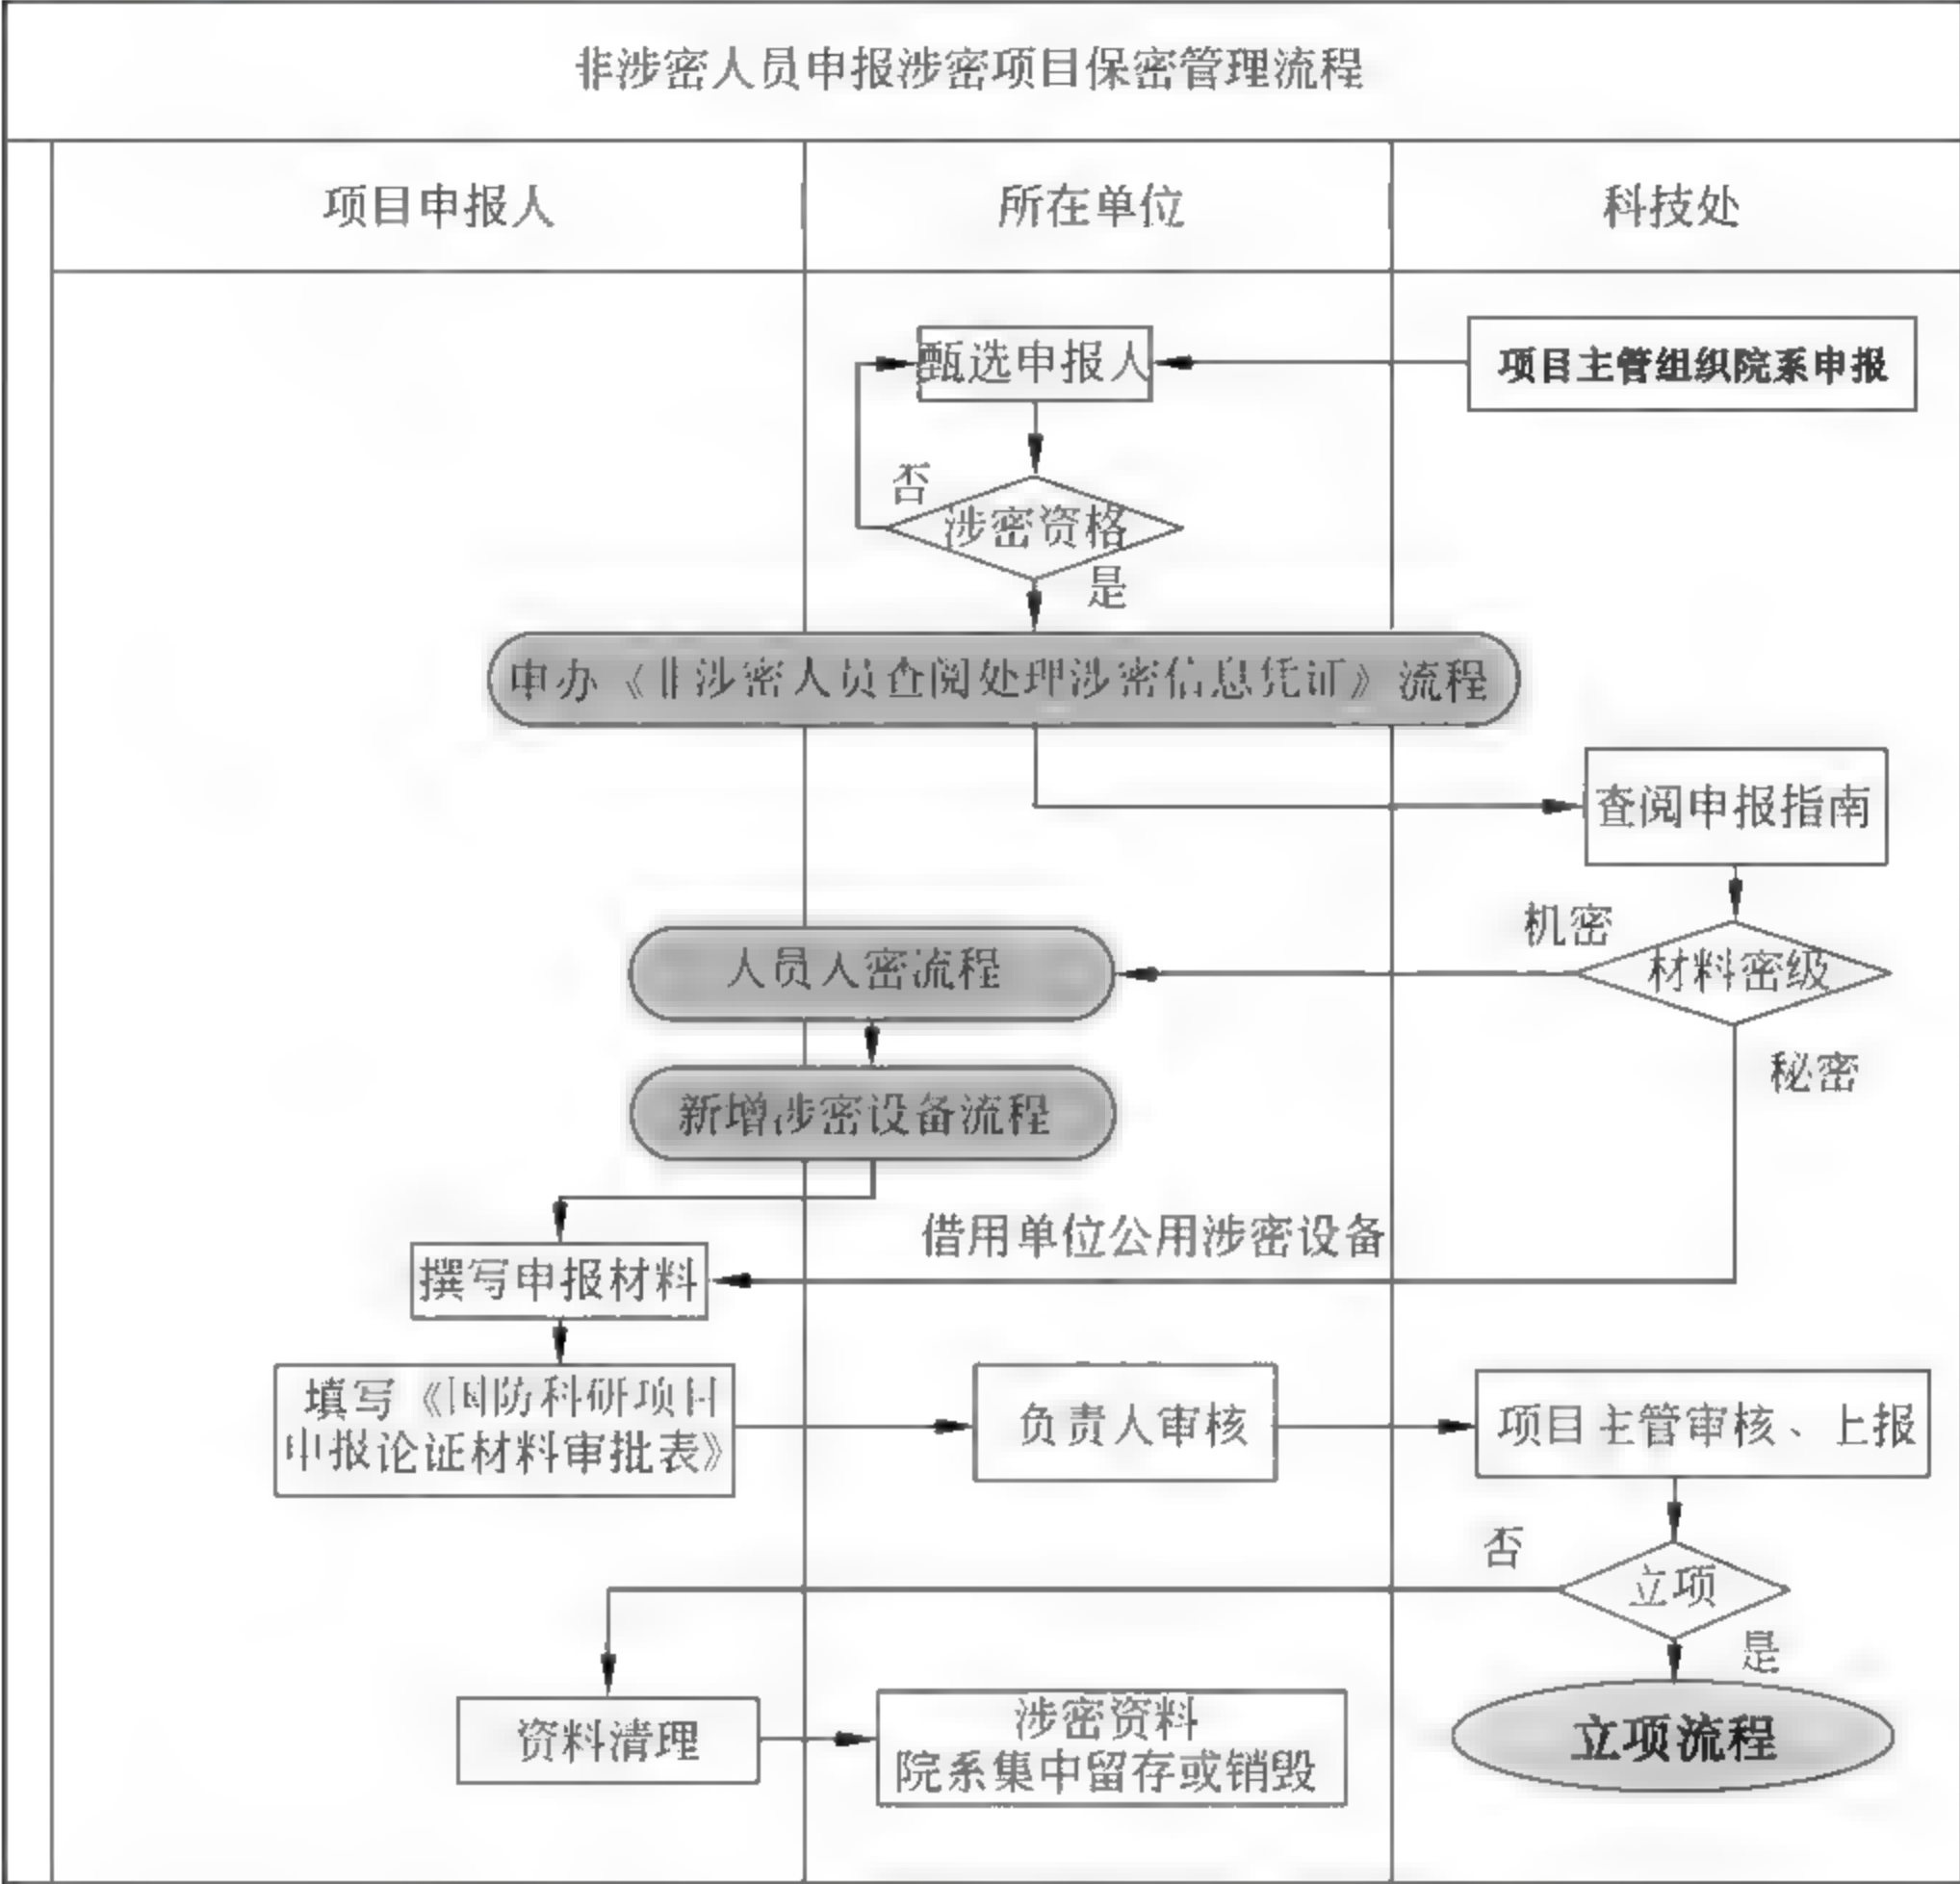 非涉密人员申报涉密项目保密管理流程
项目申报人
所在单位
科技处
甄选申报人
项目主管组织院系申报
否
涉密资格
是
申办《非涉密人员查阅处理涉密信息凭证》流程
查阅申报指南
机密
人员人密流程
材料密级
秘密
新增涉密设备流程
借用单位公用涉密设备
撰写申报材料
填写《国防科研项目
申报论证材料审批表》
负责人审核
项目主管审核、上报
否
立项
是
资料清理
涉密资料
院系集中留存或销毁
立项流程